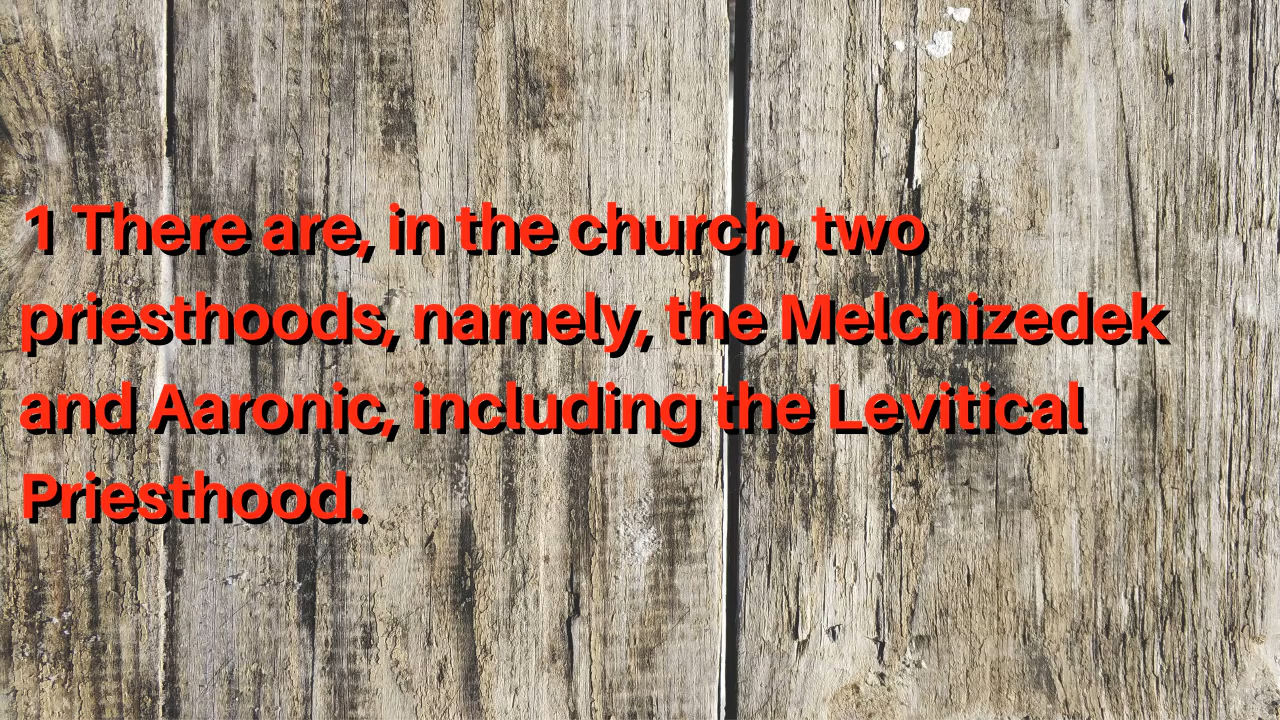 1 There are, in the church, two
priesthoods, namely, the Melchizedek
and Aaronic, including the Levitical
Priesthood.